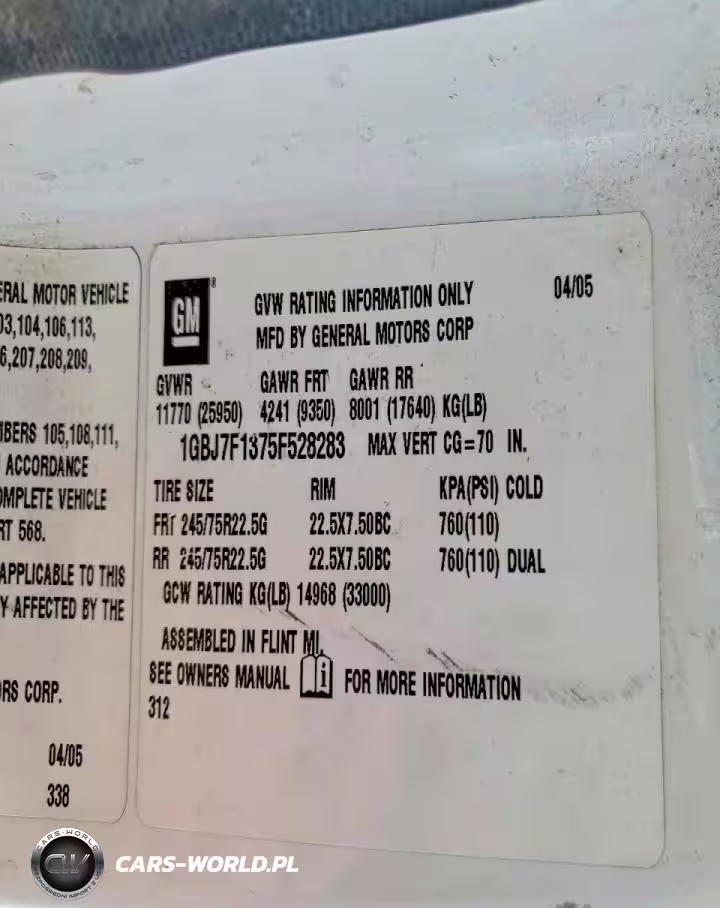 ERAL MOTOR VEHICLE
03,104,106,113,
6,207,208,209,
BERS 105,108,111,
ACCORDANCE
OMPLETE VEHICLE
RT 568.
APPLICABLE TO THIS
Y AFFECTED BY THE
ORS CORP.
04/05
338
GM®
GVW RATING INFORMATION ONLY 04/05
MFD BY GENERAL MOTORS CORP
GVWR GAWR FRT GAWR RR
11770 (25950) 4241 (9350) 8001 (17640) KG(LB)
1GBJ7F1375F528283 MAX VERT CG=70 IN.
TIRE SIZE RIM KPA(PSI) COLD
FRT 245/75R22.5G 22.5X7.50BC 760(110)
RR 245/75R22.5G 22.5X7.50BC 760(110) DUAL
GCW RATING KG(LB) 14968 (33000)
ASSEMBLED IN FLINT MI,
SEE OWNERS MANUAL i FOR MORE INFORMATION
312
CARS-WORLD
CW
CARS-WORLD.PL